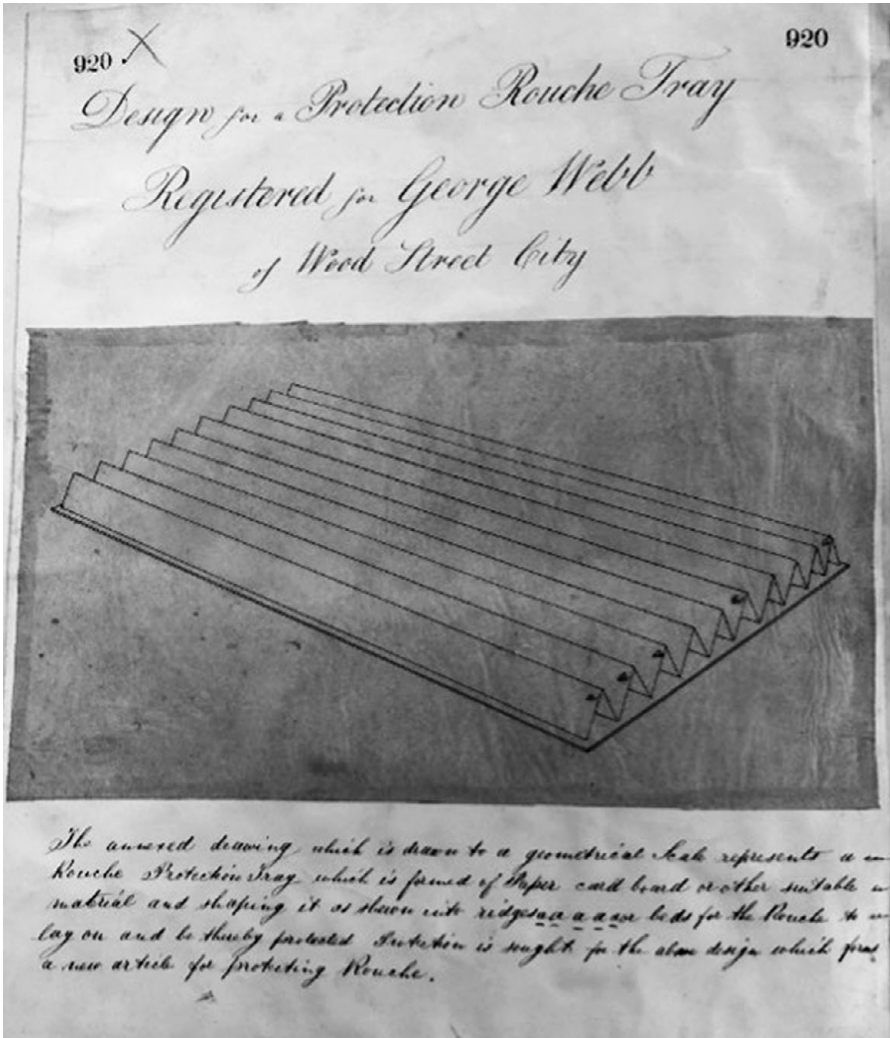 920 X 920
Design for a Protection Rouche Tray
Registered for George Webb
of Wood Street City
a
a
a
a
a
The annexed drawing which is drawn to a geometrical Scale represents a
Rouche Protection Tray which is formed of Paper card board or other suitable
material and shaping it as shewn into ridges a a a a a or beds for the Rouche to
lay on and be thereby protected Protection is sought for the above design which forms
a new article for protecting Rouche.